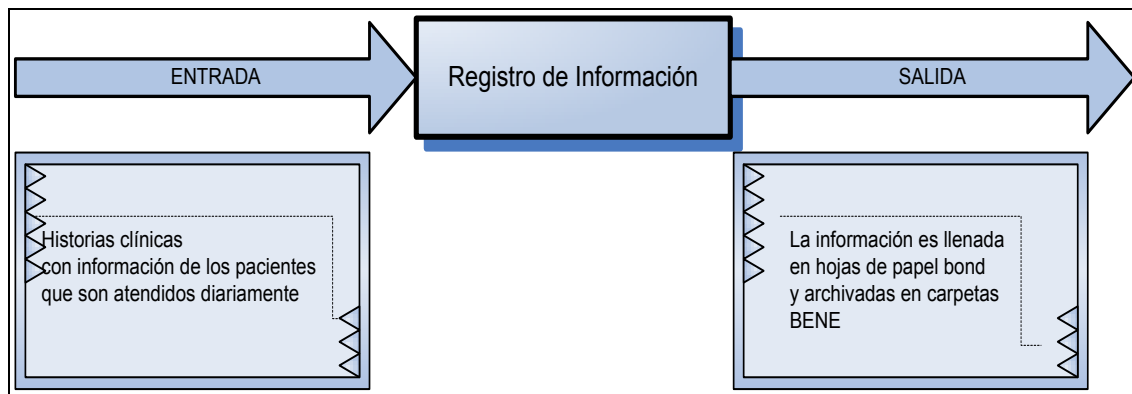 ENTRADA
Registro de Información
SALIDA
Historias clínicas
con información de los pacientes
que son atendidos diariamente
La información es llenada
en hojas de papel bond
y archivadas en carpetas
BENE